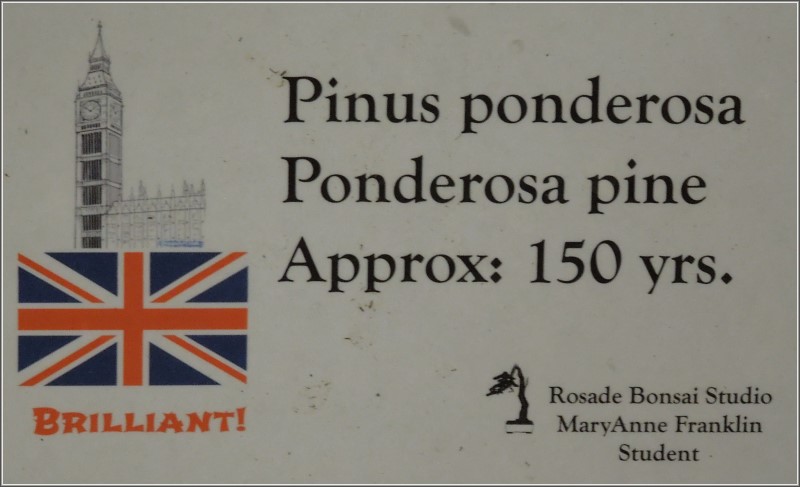 Pinus ponderosa
Ponderosa pine
Approx: 150 yrs.
BRILLIANT!
Rosade Bonsai Studio
MaryAnne Franklin
Student